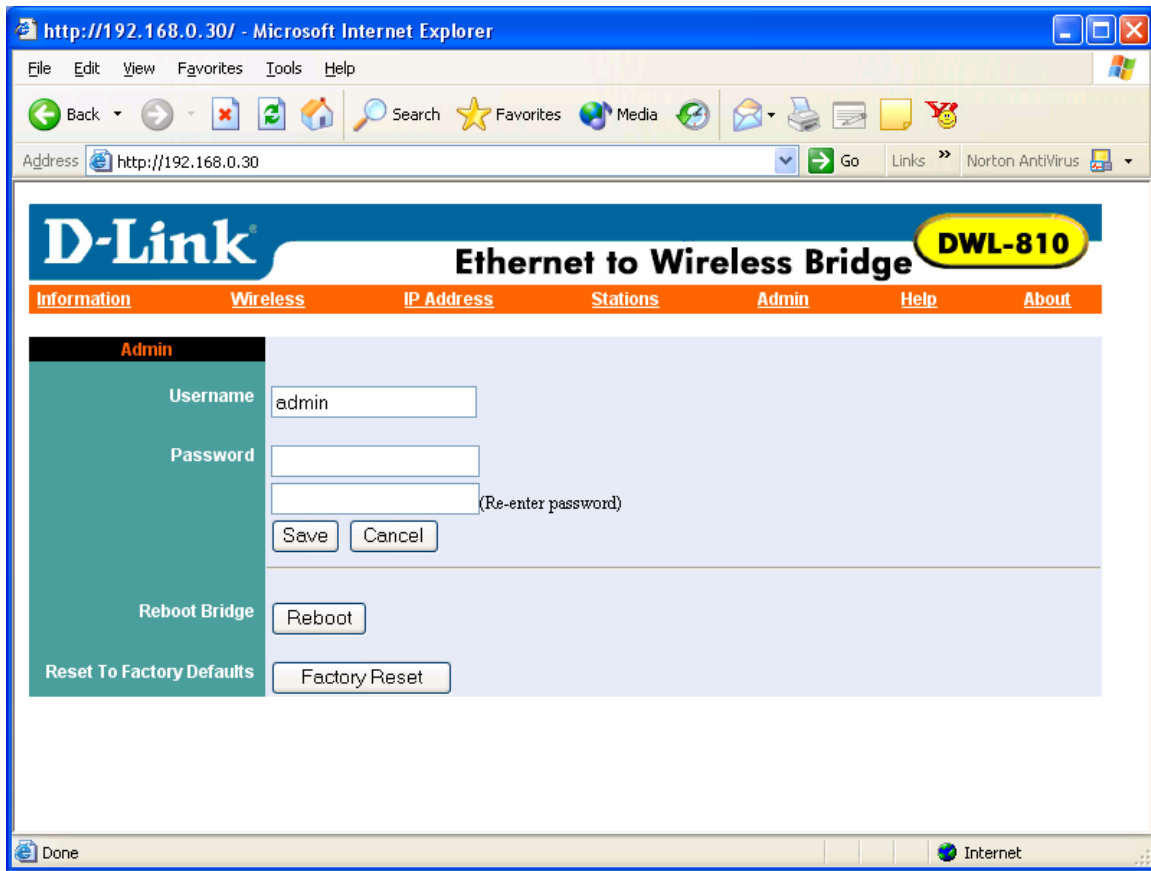 http://192.168.0.30/ - Microsoft Internet Explorer
File Edit View Favorites Tools Help
Back Search Favorites Media
Address http://192.168.0.30 Go Links » Norton AntiVirus
D-Link®
Ethernet to Wireless Bridge DWL-810
Information Wireless IP Address Stations Admin Help About
Admin
Username admin
Password
(Re-enter password)
Save Cancel
Reboot Bridge Reboot
Reset To Factory Defaults Factory Reset
Done Internet